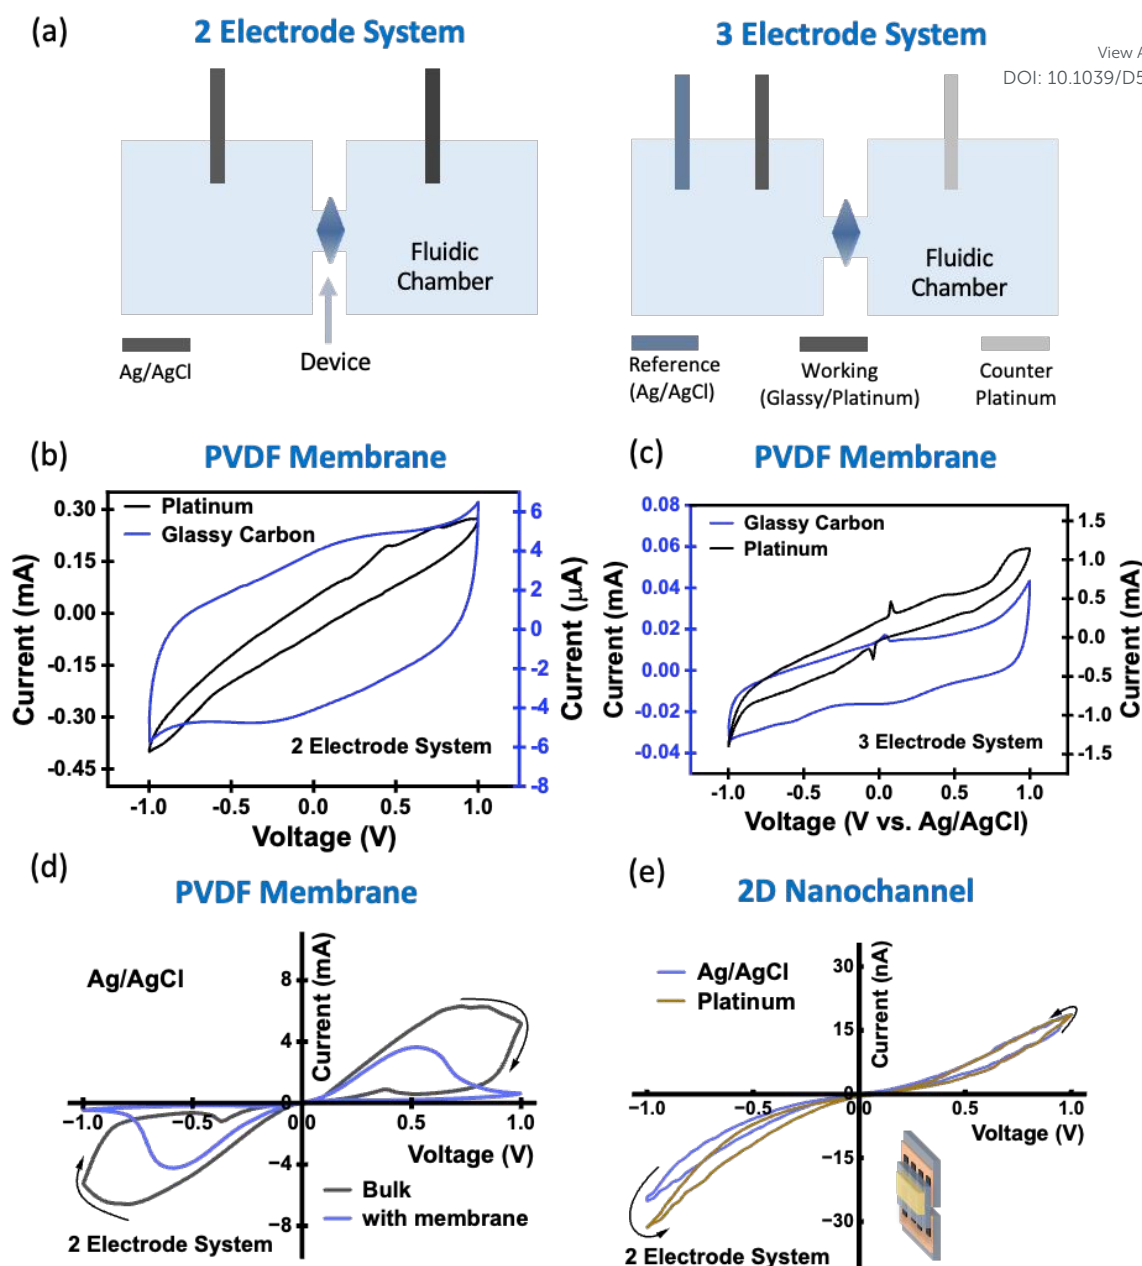 (a)
2 Electrode System
3 Electrode System
View A
DOI: 10.1039/D5
Fluidic
Chamber
Device
Ag/AgCl
Fluidic
Chamber
Reference
(Ag/AgCl)
Working
(Glassy/Platinum)
Counter
Platinum
(b)
PVDF Membrane
Platinum
Glassy Carbon
0.30
0.15
0.00
-0.15
-0.30
-0.45
Current (mA)
6
4
2
0
-2
-4
-6
-8
Current (μA)
2 Electrode System
-1.0 -0.5 0.0 0.5 1.0
Voltage (V)
(c)
PVDF Membrane
Glassy Carbon
Platinum
0.08
0.06
0.04
0.02
0.00
-0.02
-0.04
Current (mA)
1.5
1.0
0.5
0.0
-0.5
-1.0
-1.5
Current (mA)
3 Electrode System
-1.0 -0.5 0.0 0.5 1.0
Voltage (V vs. Ag/AgCl)
(d)
PVDF Membrane
Ag/AgCl
Current (mA)
8
4
0
−4
−8
−1.0 −0.5 0.5 1.0
Voltage (V)
Bulk
with membrane
2 Electrode System
(e)
2D Nanochannel
Ag/AgCl
Platinum
Current (nA)
30
15
0
−15
−30
−1.0 −0.5 0.5 1.0
Voltage (V)
2 Electrode System